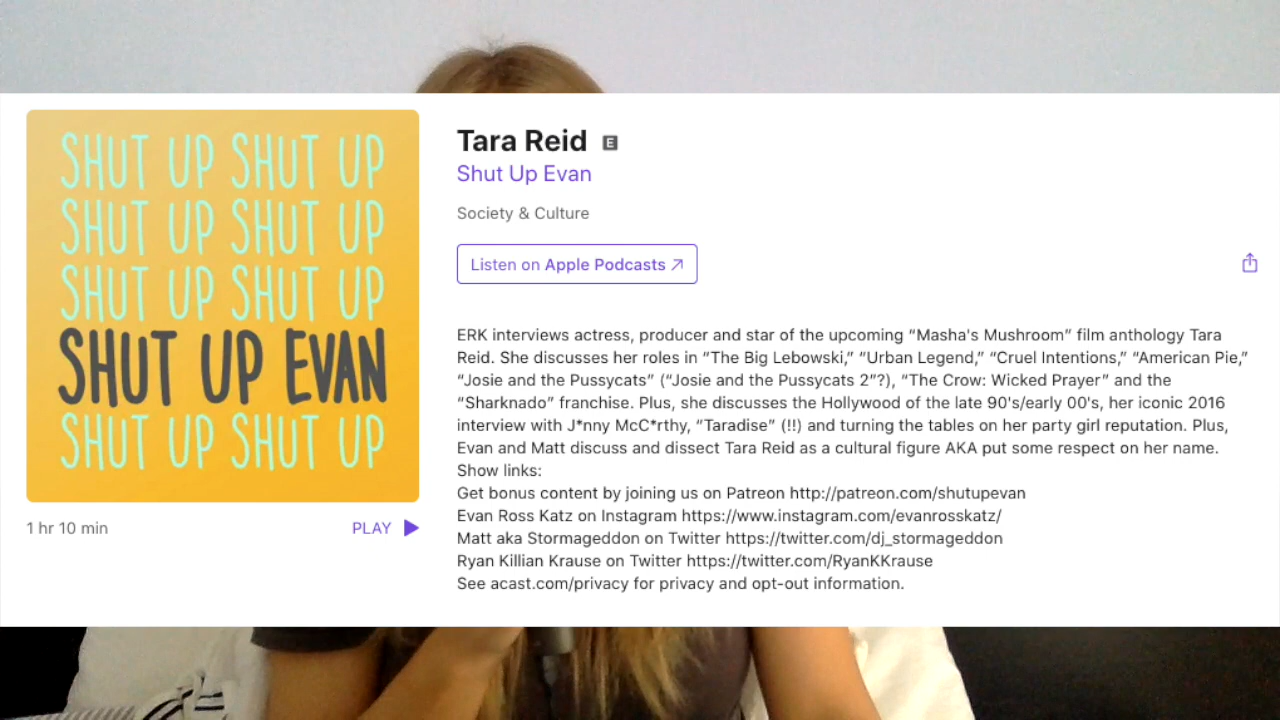 SHUT UP SHUT UP
SHUT UP SHUT UP
SHUT UP SHUT UP
SHUT UP EVAN
SHUT UP SHUT UP
1 hr 10 min
PLAY
Tara Reid E
Shut Up Evan
Society & Culture
Listen on Apple Podcasts ↗
ERK interviews actress, producer and star of the upcoming “Masha's Mushroom” film anthology Tara
Reid. She discusses her roles in “The Big Lebowski,” “Urban Legend,” “Cruel Intentions,” “American Pie,”
“Josie and the Pussycats” (“Josie and the Pussycats 2”?), “The Crow: Wicked Prayer” and the
“Sharknado” franchise. Plus, she discusses the Hollywood of the late 90's/early 00's, her iconic 2016
interview with J*nny McC*rthy, “Taradise” (!!) and turning the tables on her party girl reputation. Plus,
Evan and Matt discuss and dissect Tara Reid as a cultural figure AKA put some respect on her name.
Show links:
Get bonus content by joining us on Patreon http://patreon.com/shutupevan
Evan Ross Katz on Instagram https://www.instagram.com/evanrosskatz/
Matt aka Stormageddon on Twitter https://twitter.com/dj_stormageddon
Ryan Killian Krause on Twitter https://twitter.com/RyanKKrause
See acast.com/privacy for privacy and opt-out information.